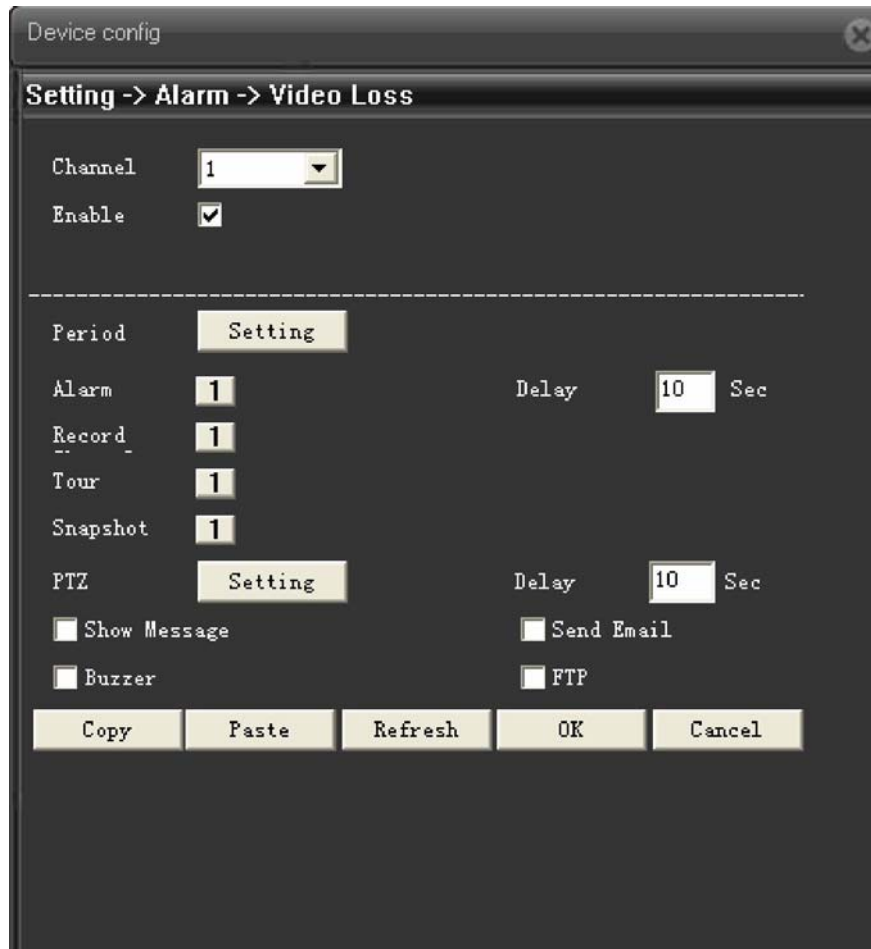 Device config
Setting -> Alarm -> Video Loss
Channel 1
Enable
Period Setting
Alarm 1 Delay 10 Sec
Record 1
Tour 1
Snapshot 1
PTZ Setting Delay 10 Sec
Show Message Send Email
Buzzer FTP
Copy Paste Refresh OK Cancel